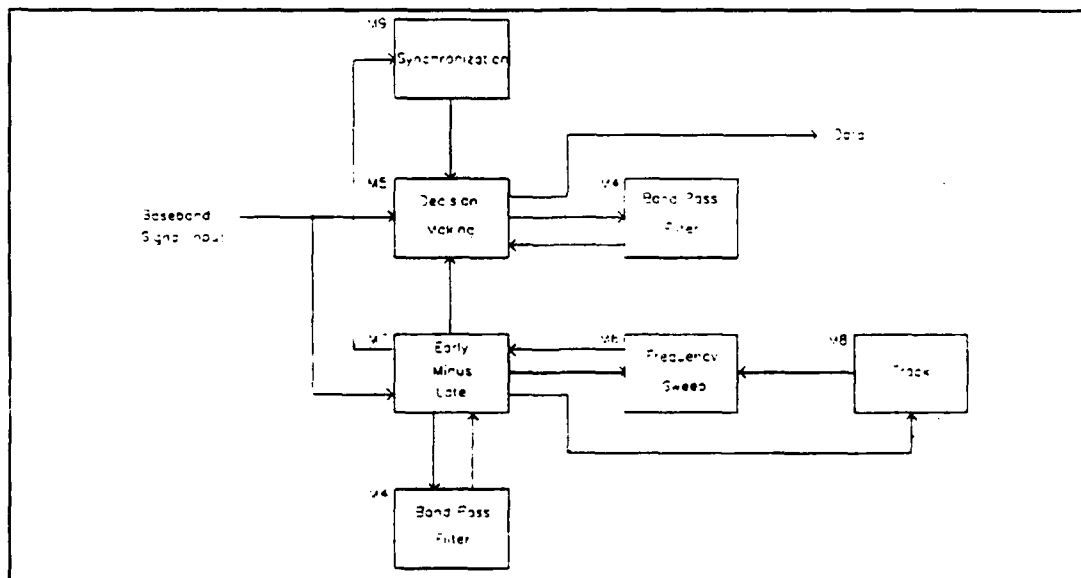 M9
Synchronization
Data
M5
Decision
Making
M4
Band Pass
Filter
Baseband
Signal Input
M7
Early
Minus
Late
M6
Frequency
Sweep
M8
Track
M4
Band Pass
Filter